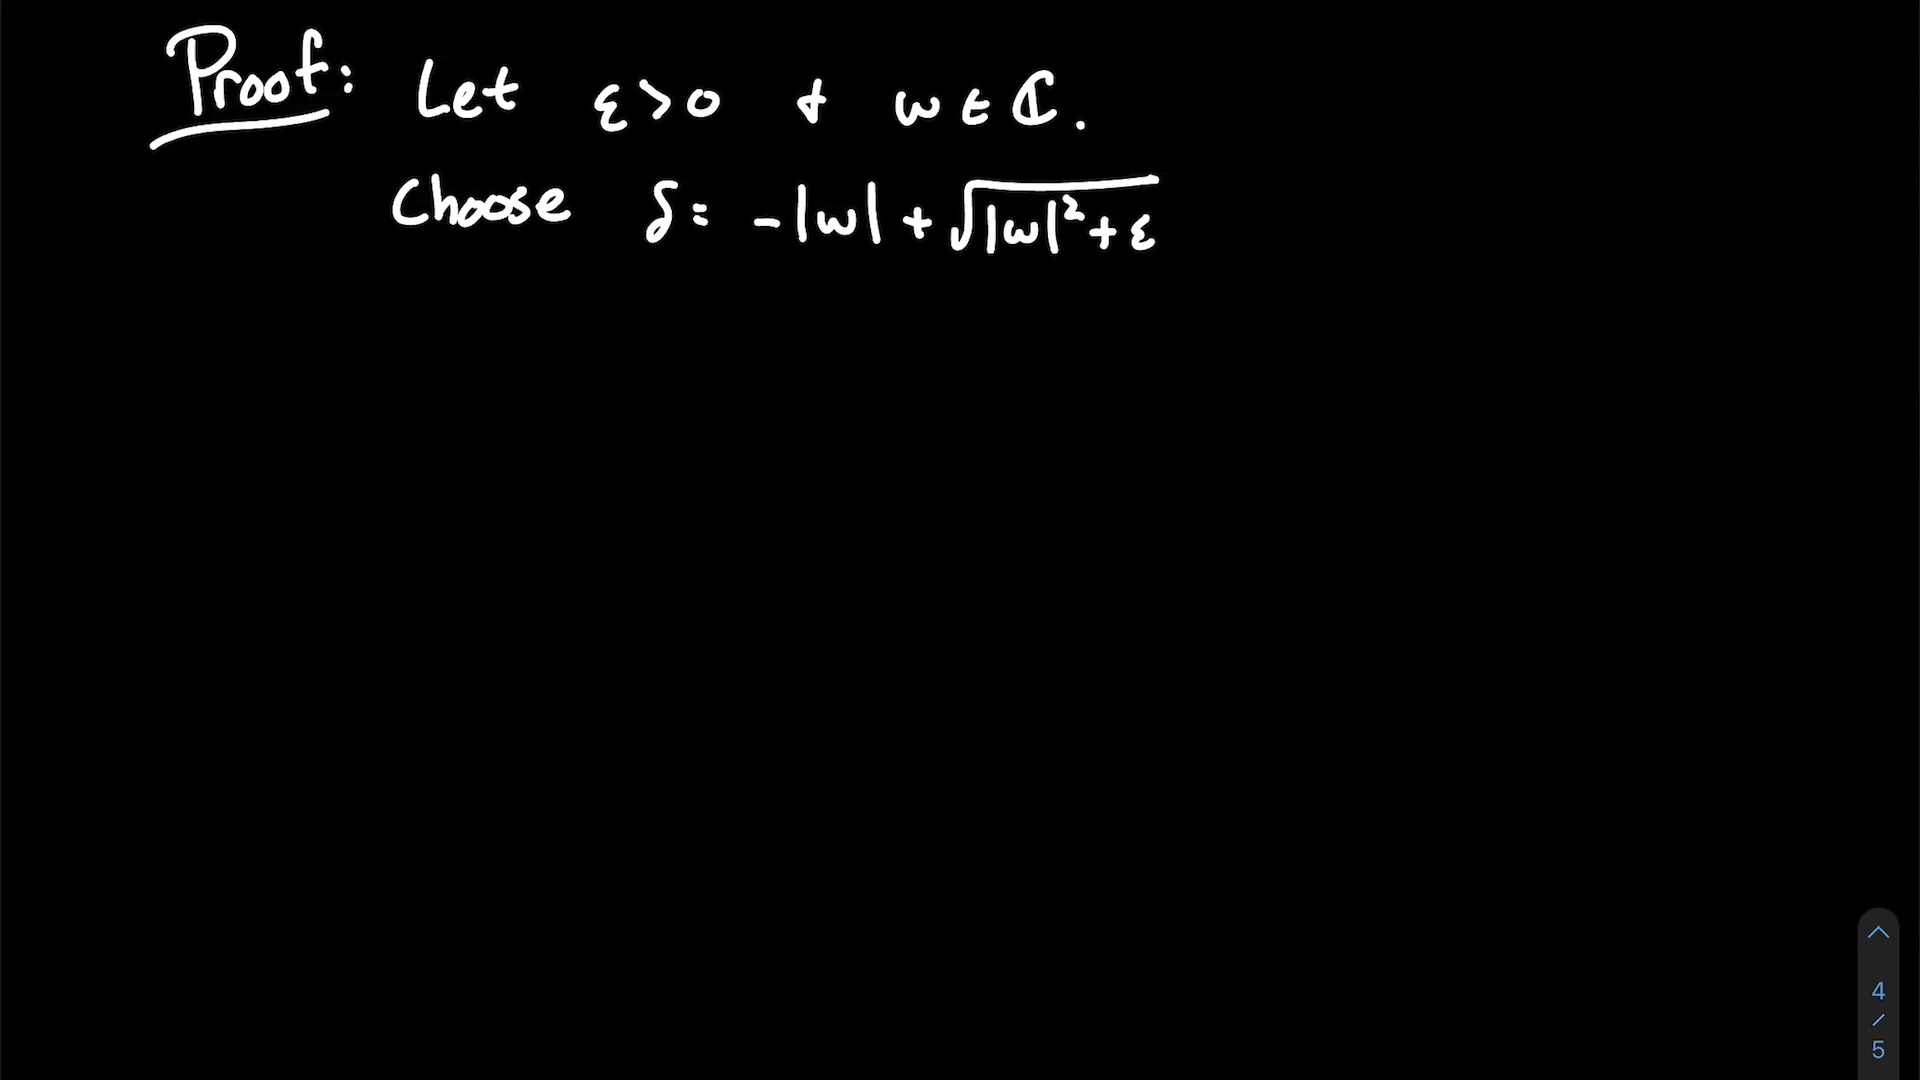 Proof: Let ε>0 & w∈ℂ.
Choose δ= -|w| + √|w|²+ε
4
/
5